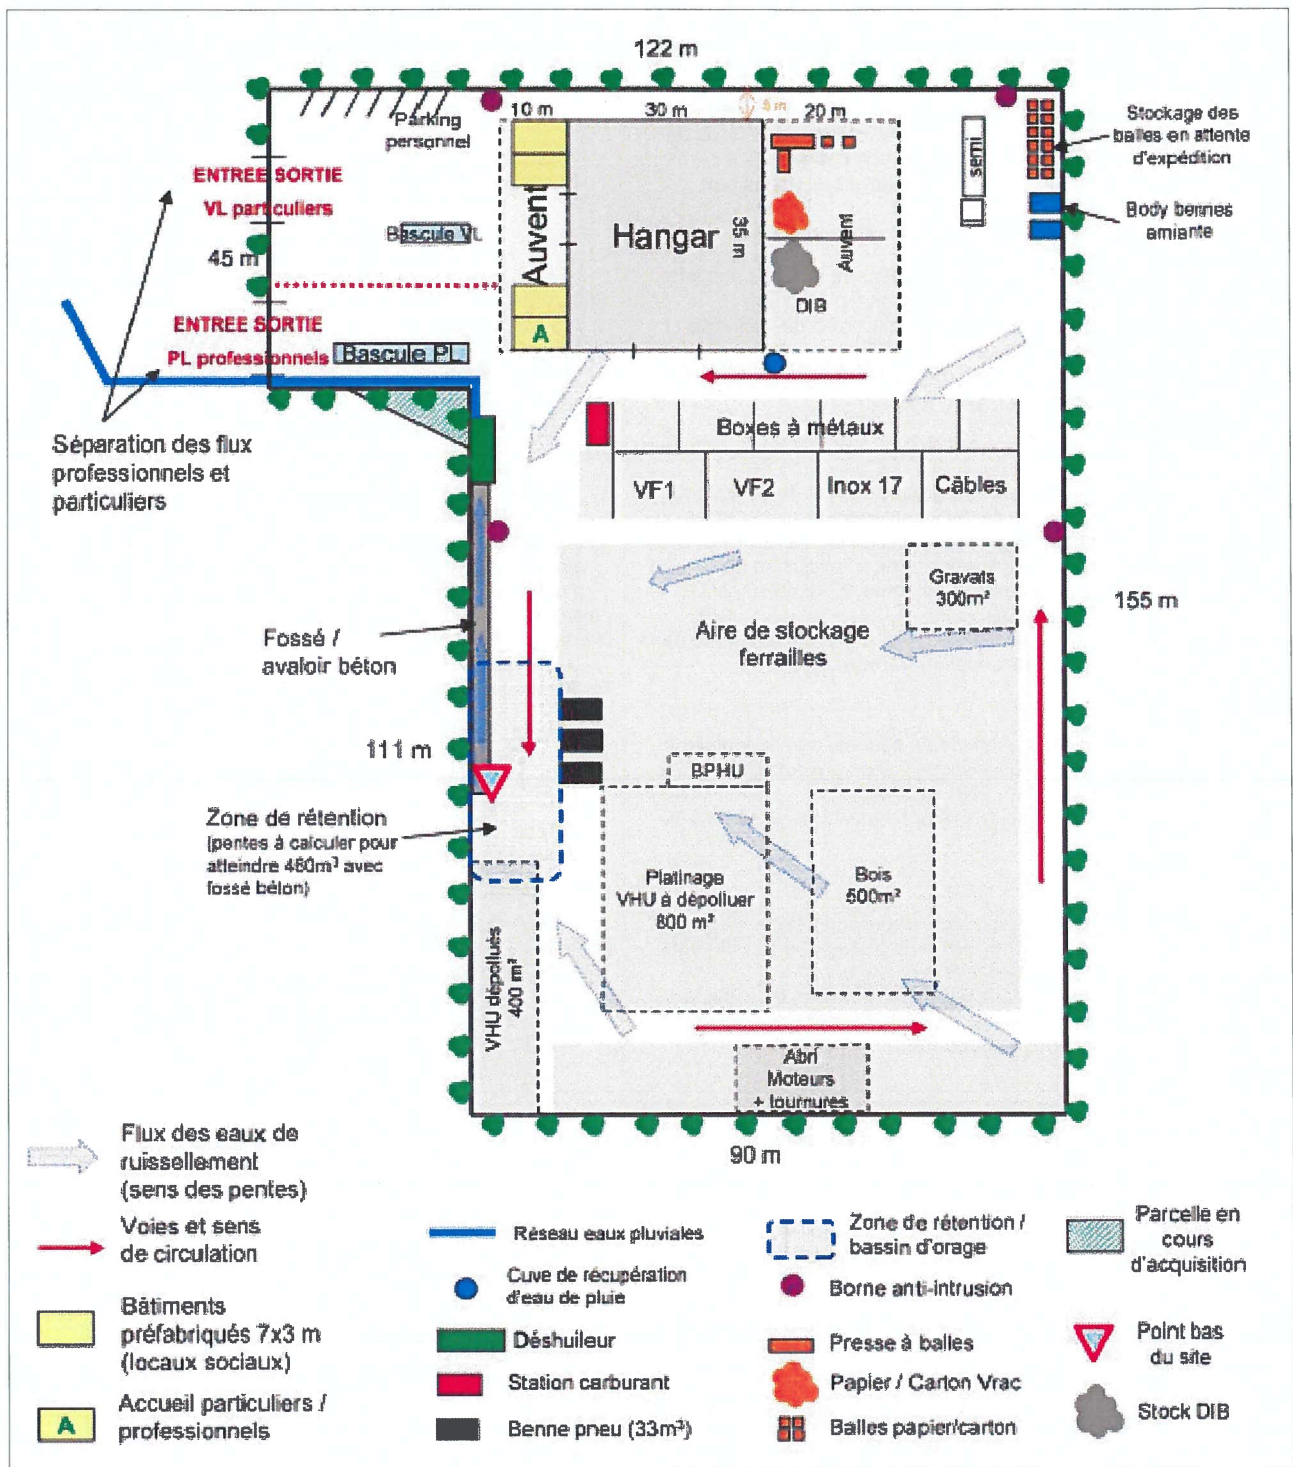 122 m
10 m
30 m
5 m
20 m
Parking
personnel
Stockage des
balles en attente
d'expédition
semi
ENTREE SORTIE
VL particuliers
Bascule VL
45 m
Auvent
Hangar
35 m
Auvent
DIB
Body bennes
amiante
ENTREE SORTIE
PL professionnels
Bascule PL
A
Séparation des flux
professionnels et
particuliers
Boxes à métaux
VF1
VF2
Inox 17
Câbles
Gravats
300m²
155 m
Aire de stockage
ferrailles
Fossé /
avaloir béton
111 m
BPHU
Zone de rétention
(pentes à calculer pour
atteindre 460m³ avec
fossé béton)
Platinage
VHU à dépolluer
800 m²
Bois
500m²
VHU dépollués
400 m²
Abri
Moteurs
+ tournures
90 m
Flux des eaux de
ruissellement
(sens des pentes)
Voies et sens
de circulation
Bâtiments
préfabriqués 7x3 m
(locaux sociaux)
A
Accueil particuliers /
professionnels
Réseau eaux pluviales
Cuve de récupération
d'eau de pluie
Déshuileur
Station carburant
Benne pneu (33m³)
Zone de rétention /
bassin d'orage
Borne anti-intrusion
Presse à balles
Papier / Carton Vrac
Balles papier/carton
Parcelle en
cours
d'acquisition
Point bas
du site
Stock DIB